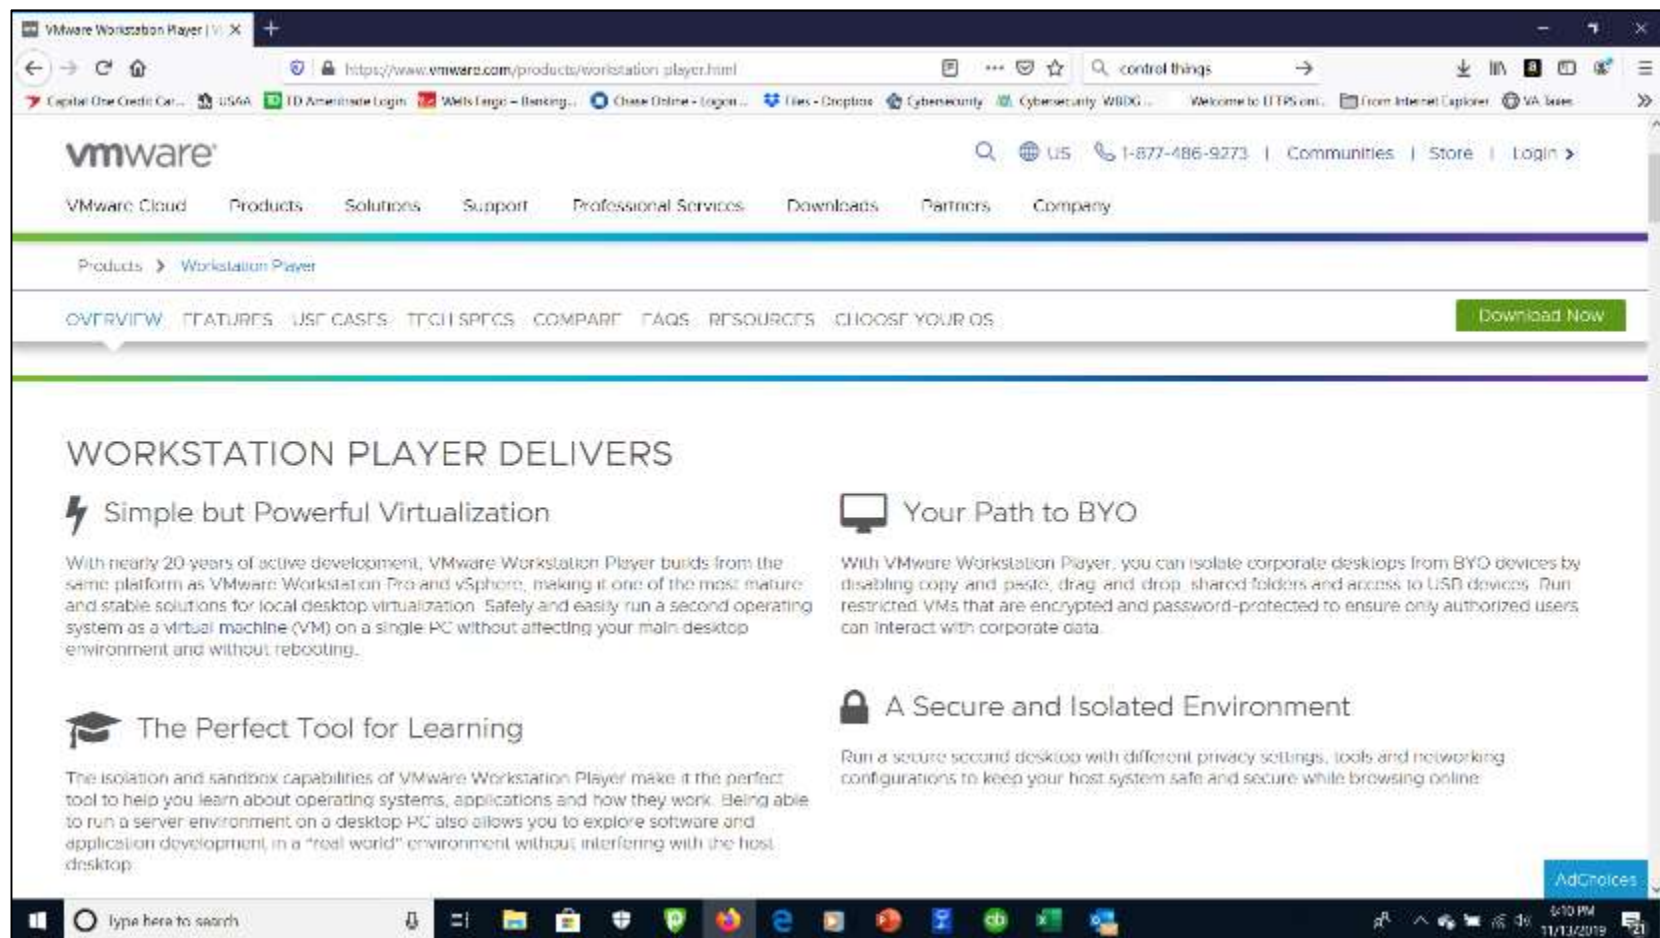 VMware Workstation Player | V
https://www.vmware.com/products/workstation-player.html
control things
Capital One Credit Car... USAA TD Ameritrade Login Wells Fargo – Banking... Chase Online - Logon ... Files - Dropbox Cybersecurity Cybersecurity WBDG ... Welcome to EFTPS onl... From Internet Explorer VA Taxes
vmware
US 1-877-486-9273 | Communities | Store | Login >
VMware Cloud Products Solutions Support Professional Services Downloads Partners Company
Products > Workstation Player
OVERVIEW FEATURES USE CASES TECH SPECS COMPARE FAQS RESOURCES CHOOSE YOUR OS Download Now
WORKSTATION PLAYER DELIVERS
Simple but Powerful Virtualization
With nearly 20 years of active development, VMware Workstation Player builds from the
same platform as VMware Workstation Pro and vSphere, making it one of the most mature
and stable solutions for local desktop virtualization. Safely and easily run a second operating
system as a virtual machine (VM) on a single PC without affecting your main desktop
environment and without rebooting.
Your Path to BYO
With VMware Workstation Player, you can isolate corporate desktops from BYO devices by
disabling copy-and-paste, drag-and-drop, shared folders and access to USB devices. Run
restricted VMs that are encrypted and password-protected to ensure only authorized users
can interact with corporate data.
The Perfect Tool for Learning
The isolation and sandbox capabilities of VMware Workstation Player make it the perfect
tool to help you learn about operating systems, applications and how they work. Being able
to run a server environment on a desktop PC also allows you to explore software and
application development in a “real world” environment without interfering with the host
desktop.
A Secure and Isolated Environment
Run a secure second desktop with different privacy settings, tools and networking
configurations to keep your host system safe and secure while browsing online.
AdChoices
Type here to search
6:10 PM
11/13/2019
21